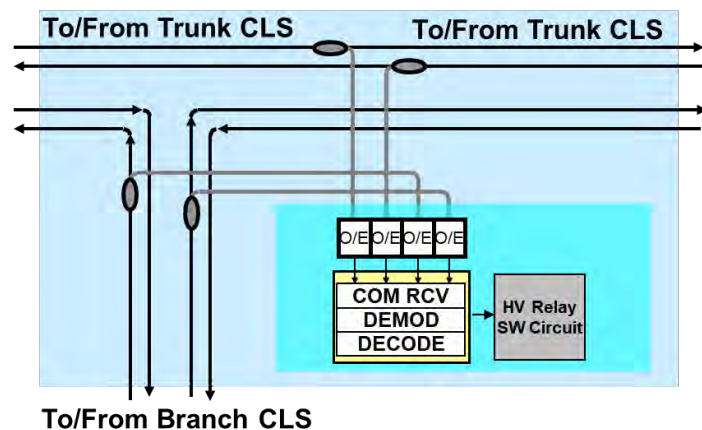 To/From Trunk CLS
To/From Trunk CLS
O/E O/E O/E O/E
COM RCV
DEMOD
DECODE
HV Relay
SW Circuit
To/From Branch CLS